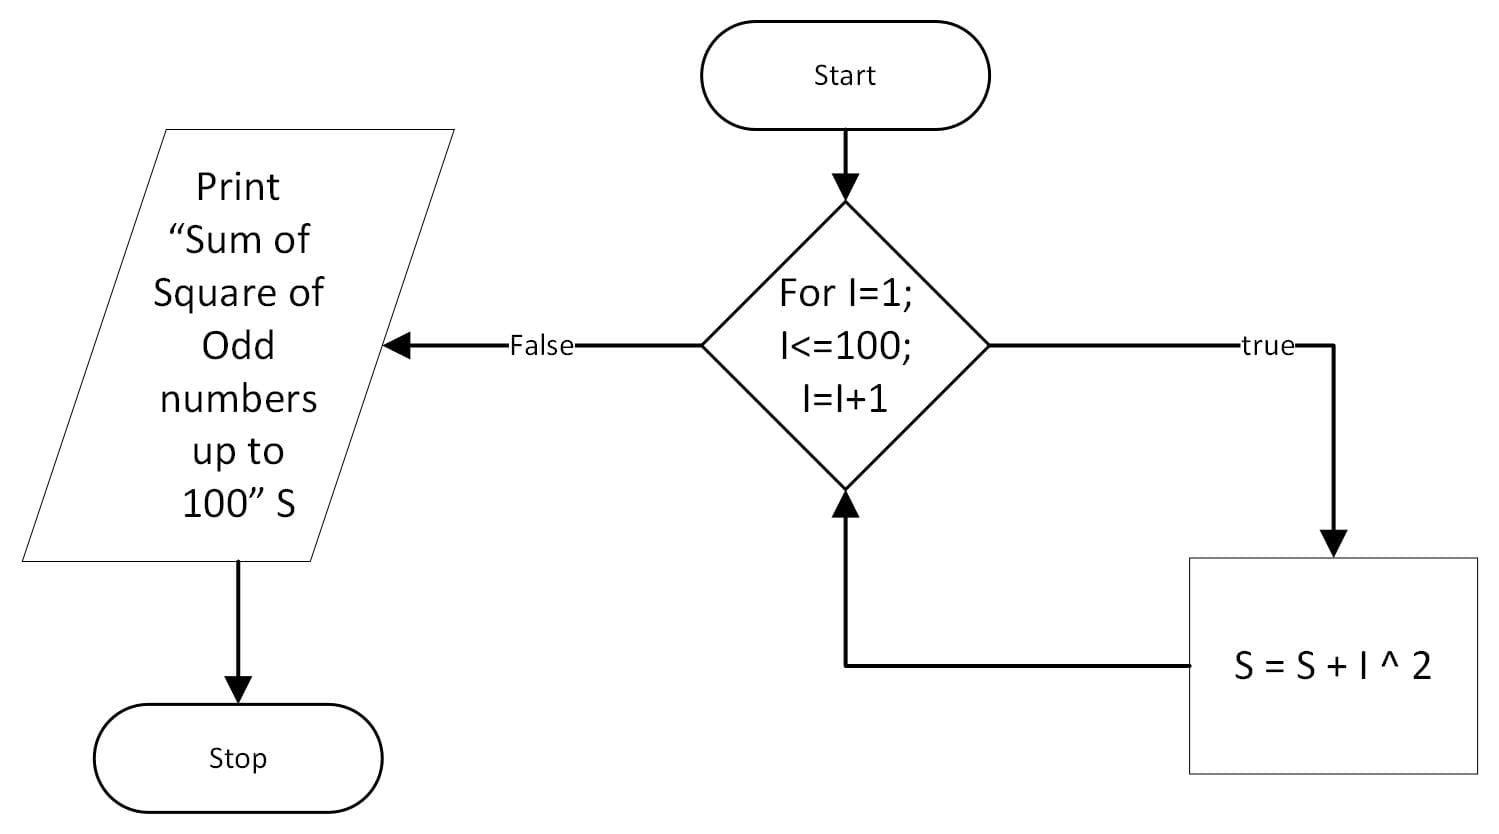 Start
For I=1;
I<=100;
I=I+1
False
true
Print
“Sum of
Square of
Odd
numbers
up to
100” S
S = S + I ^ 2
Stop